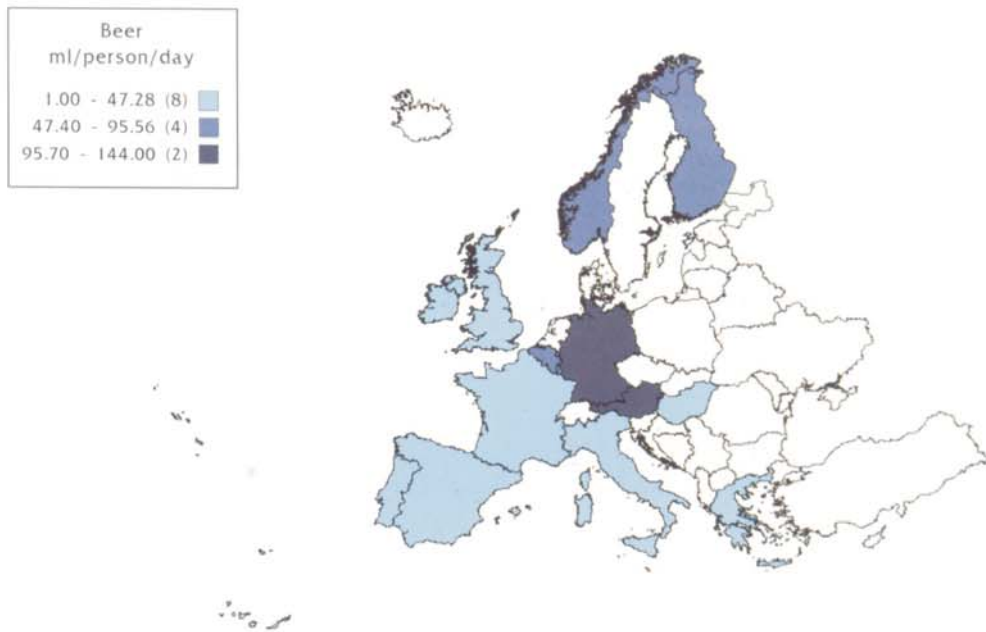 Beer
ml/person/day
1.00 - 47.28 (8)
47.40 - 95.56 (4)
95.70 - 144.00 (2)